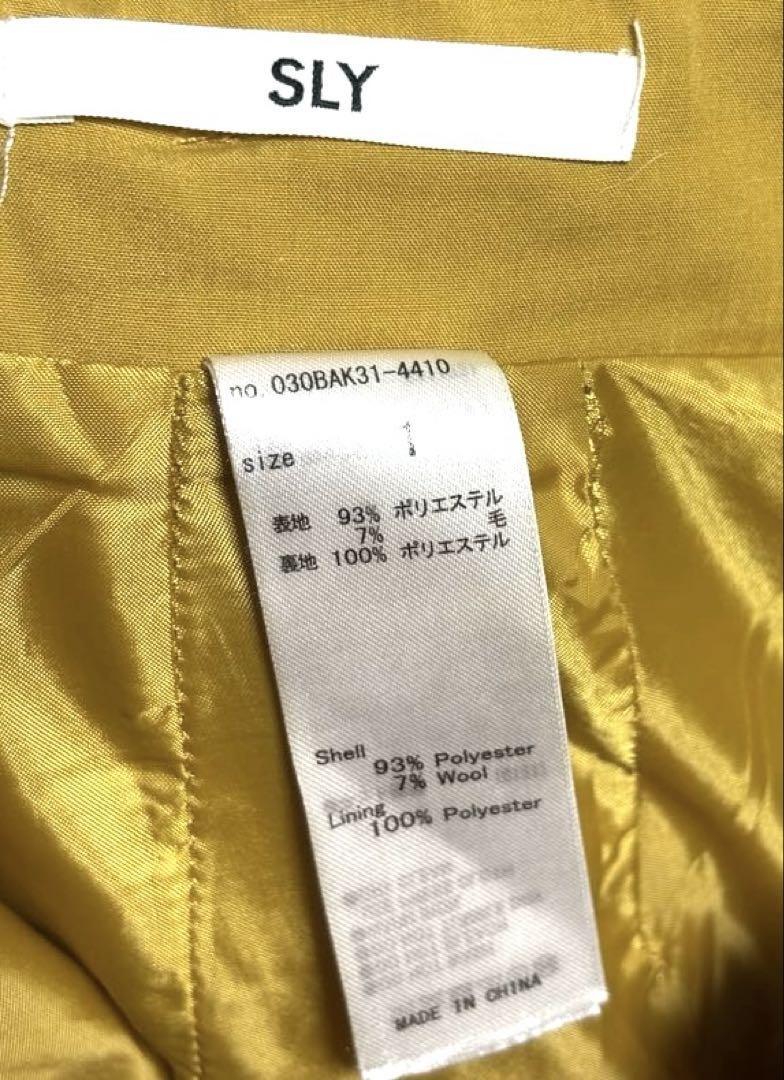 SLY
no. 030BAK31-4410
size 1
表地 93% ポリエステル
7% 毛
裏地 100% ポリエステル
Shell
93% Polyester
7% Wool
Lining
100% Polyester
MADE IN CHINA